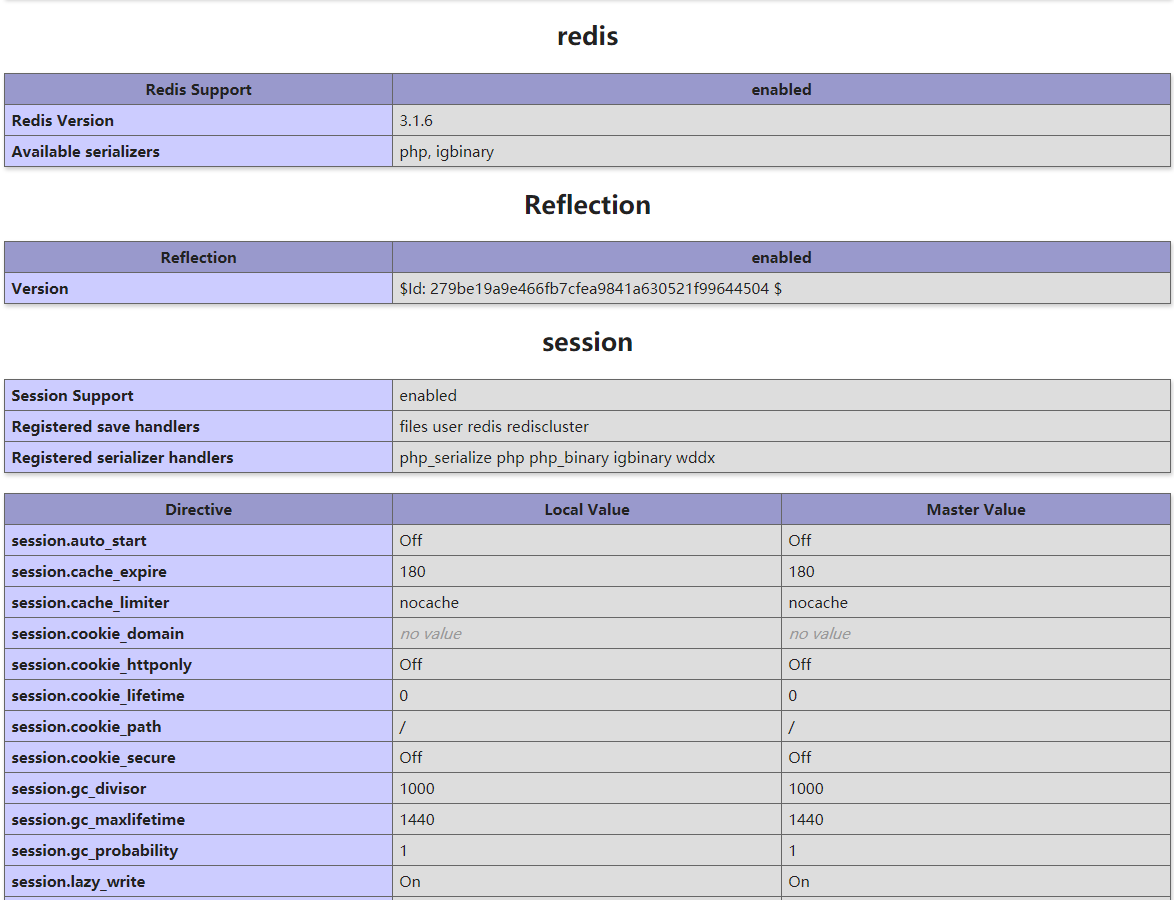 redis
Redis Support enabled
Redis Version 3.1.6
Available serializers php, igbinary
Reflection
Reflection enabled
Version $Id: 279be19a9e466fb7cfea9841a630521f99644504 $
session
Session Support enabled
Registered save handlers files user redis rediscluster
Registered serializer handlers php_serialize php php_binary igbinary wddx
Directive Local Value Master Value
session.auto_start Off Off
session.cache_expire 180 180
session.cache_limiter nocache nocache
session.cookie_domain no value no value
session.cookie_httponly Off Off
session.cookie_lifetime 0 0
session.cookie_path / /
session.cookie_secure Off Off
session.gc_divisor 1000 1000
session.gc_maxlifetime 1440 1440
session.gc_probability 1 1
session.lazy_write On On